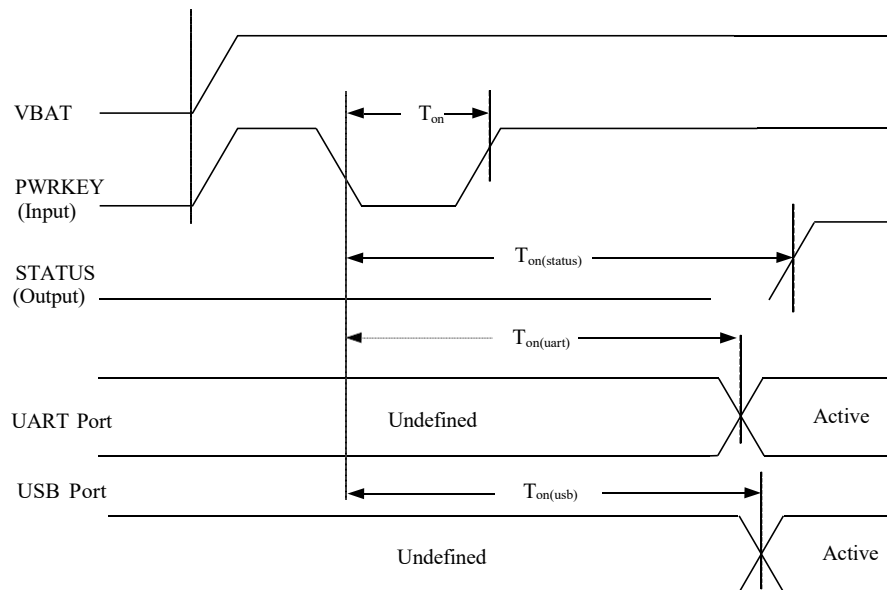 VBAT
Ton
PWRKEY
(Input)
STATUS
(Output)
Ton(status)
Ton(uart)
UART Port
Undefined
Active
USB Port
Ton(usb)
Undefined
Active